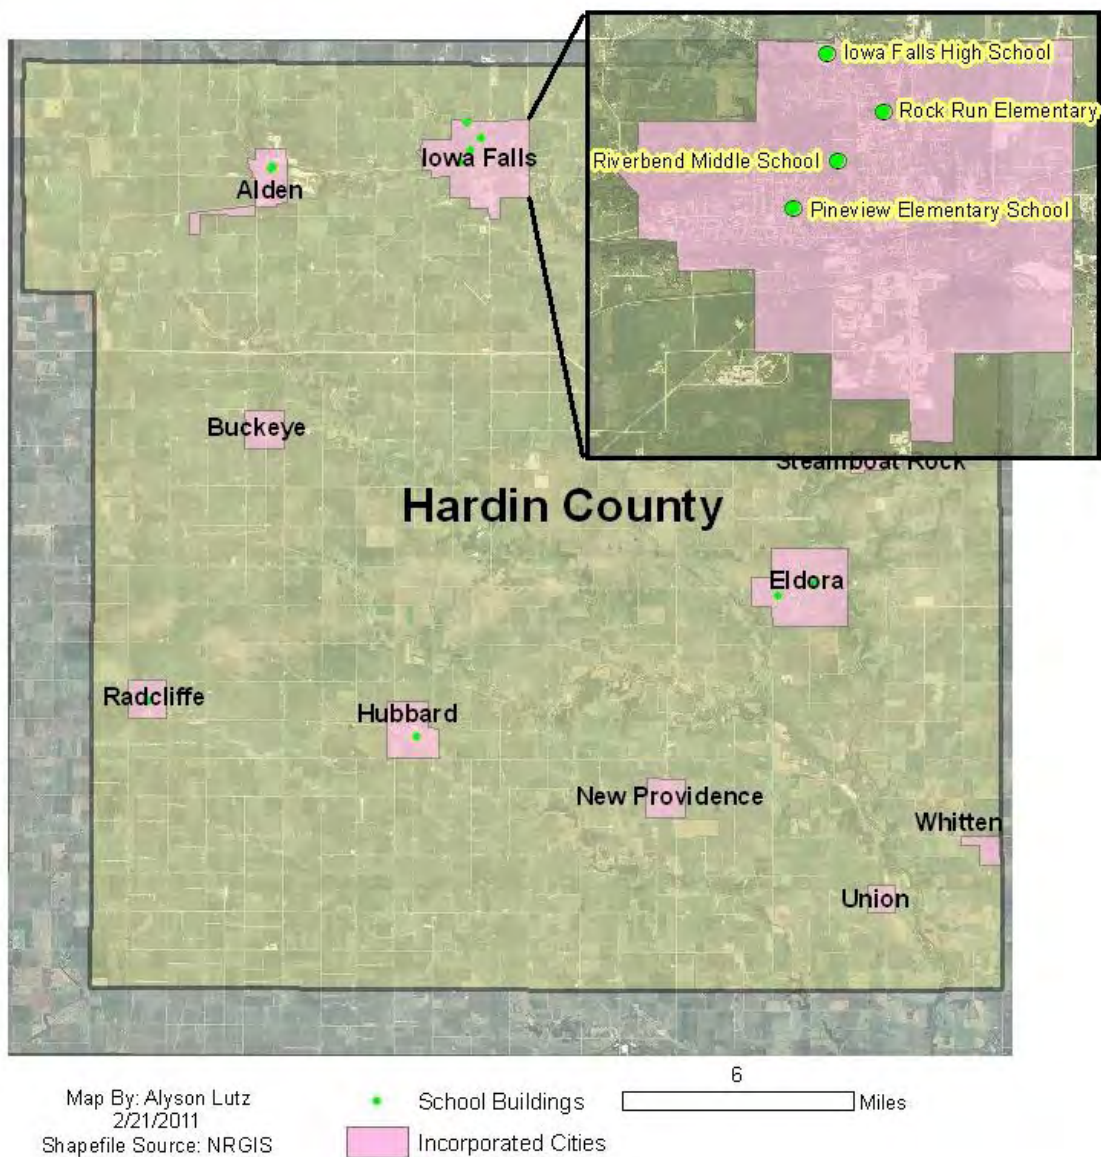 Iowa Falls High School
Rock Run Elementary
Riverbend Middle School
Pineview Elementary School
Iowa Falls
Alden
Buckeye
Steamboat Rock
Hardin County
Eldora
Radcliffe
Hubbard
New Providence
Whitten
Union
Map By: Alyson Lutz
2/21/2011
Shapefile Source: NRGIS
School Buildings
Incorporated Cities
6
Miles